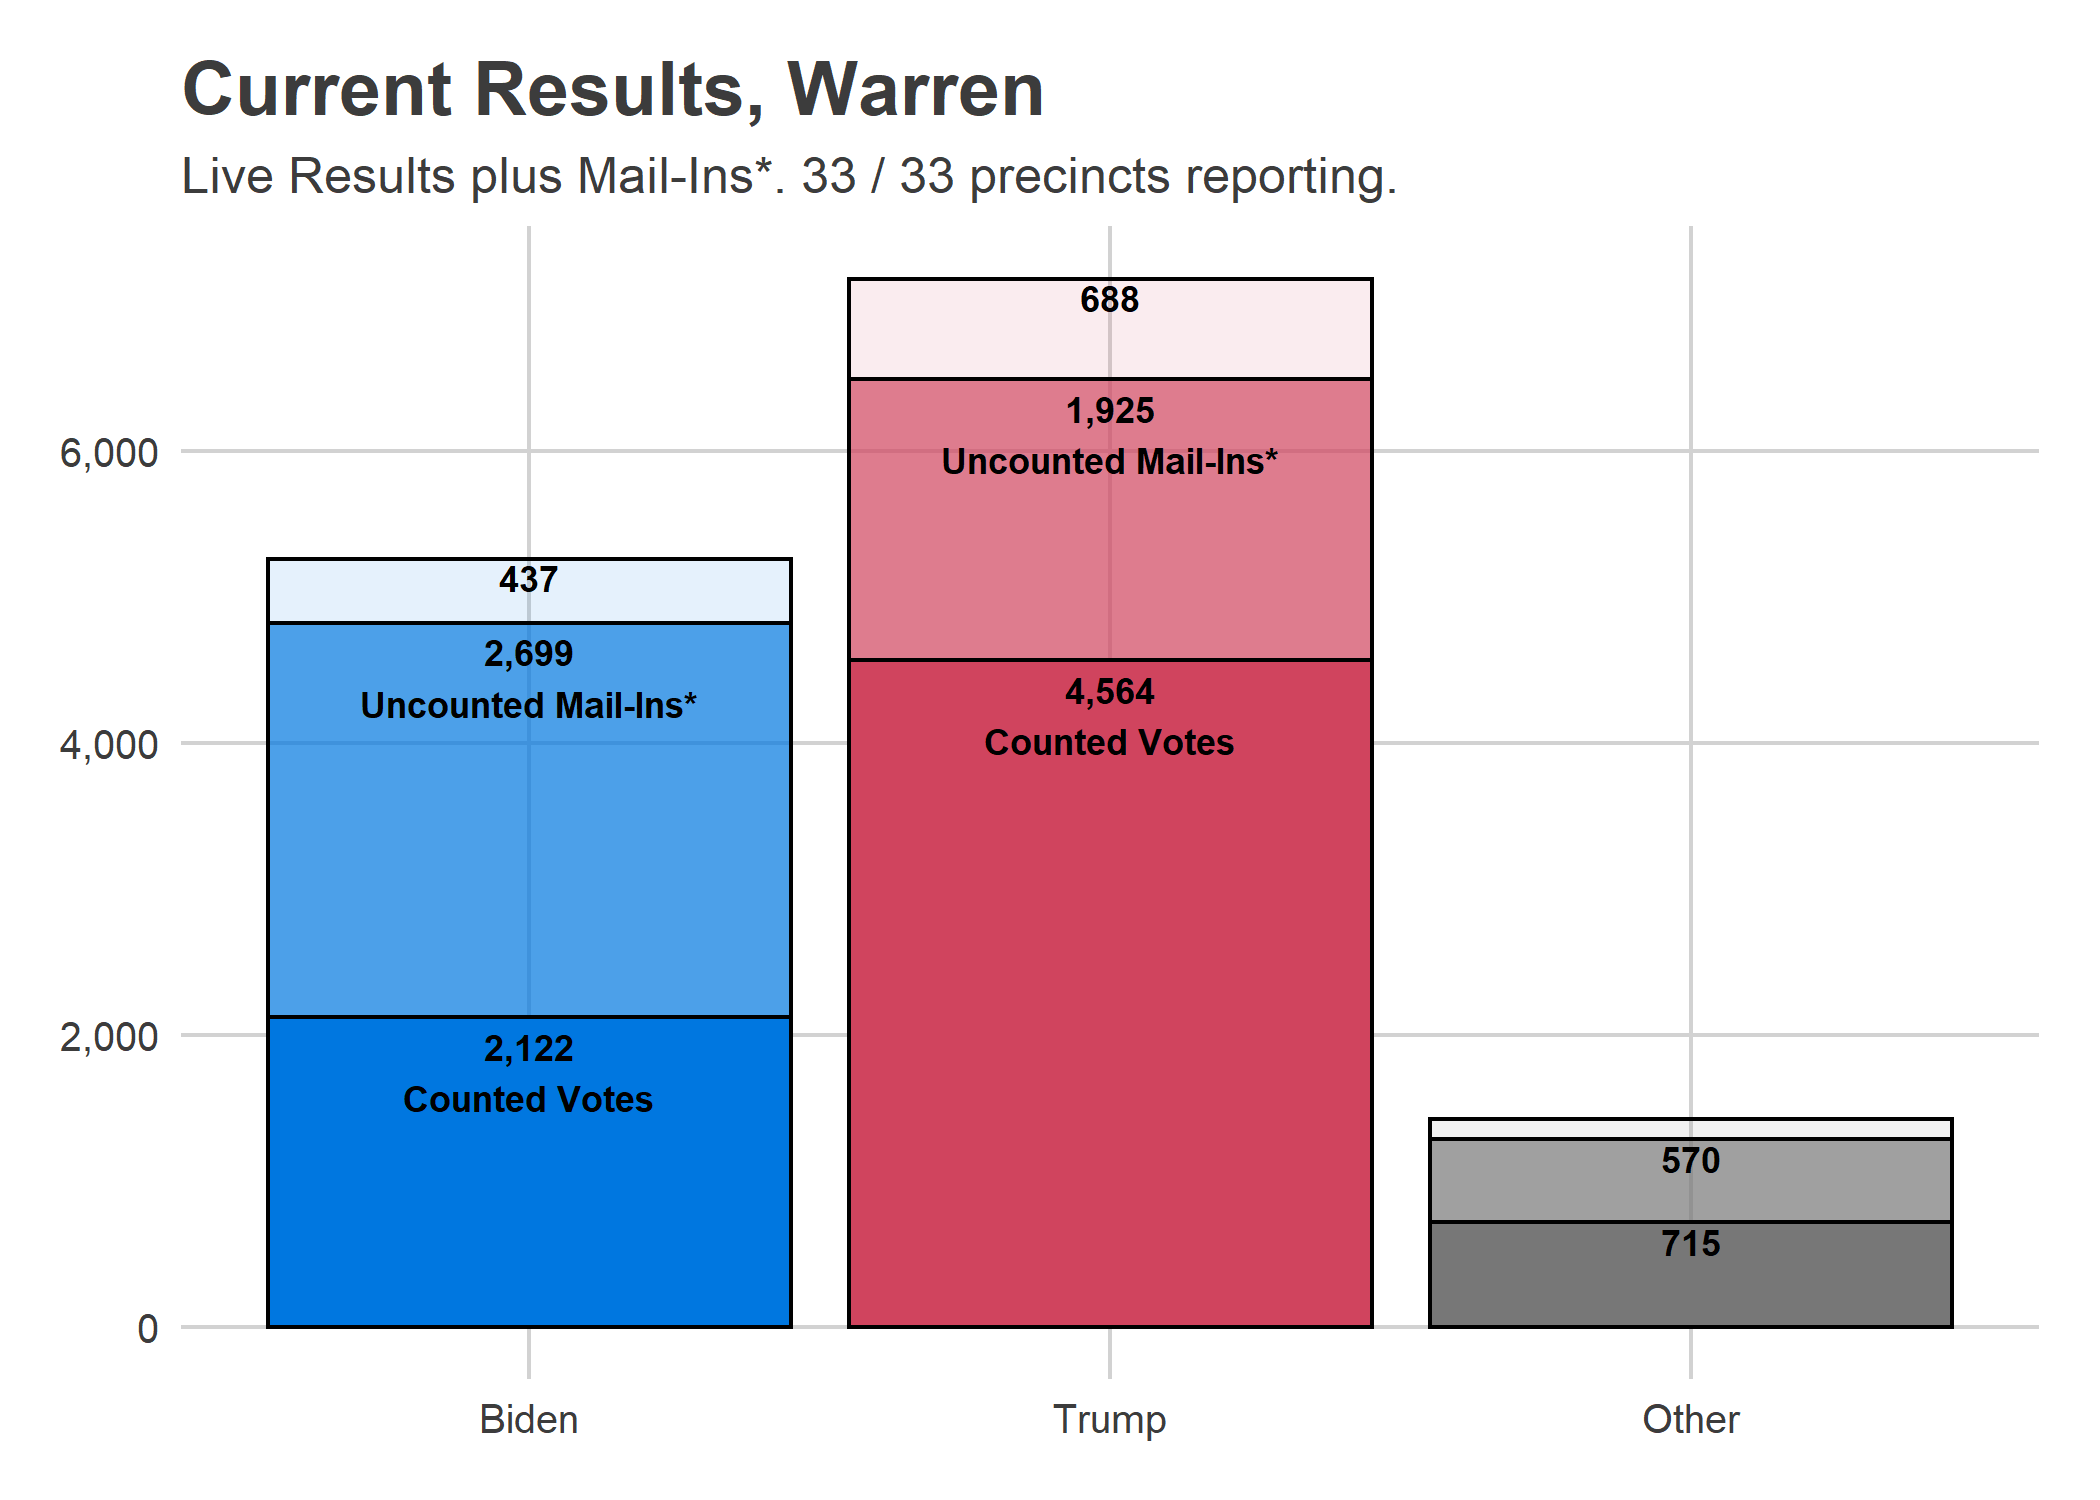 Current Results, Warren
Live Results plus Mail-Ins*. 33 / 33 precincts reporting.
688
1,925
Uncounted Mail-Ins*
6,000
437
2,699
Uncounted Mail-Ins*
4,564
Counted Votes
4,000
2,000
2,122
Counted Votes
570
715
0
Biden
Trump
Other